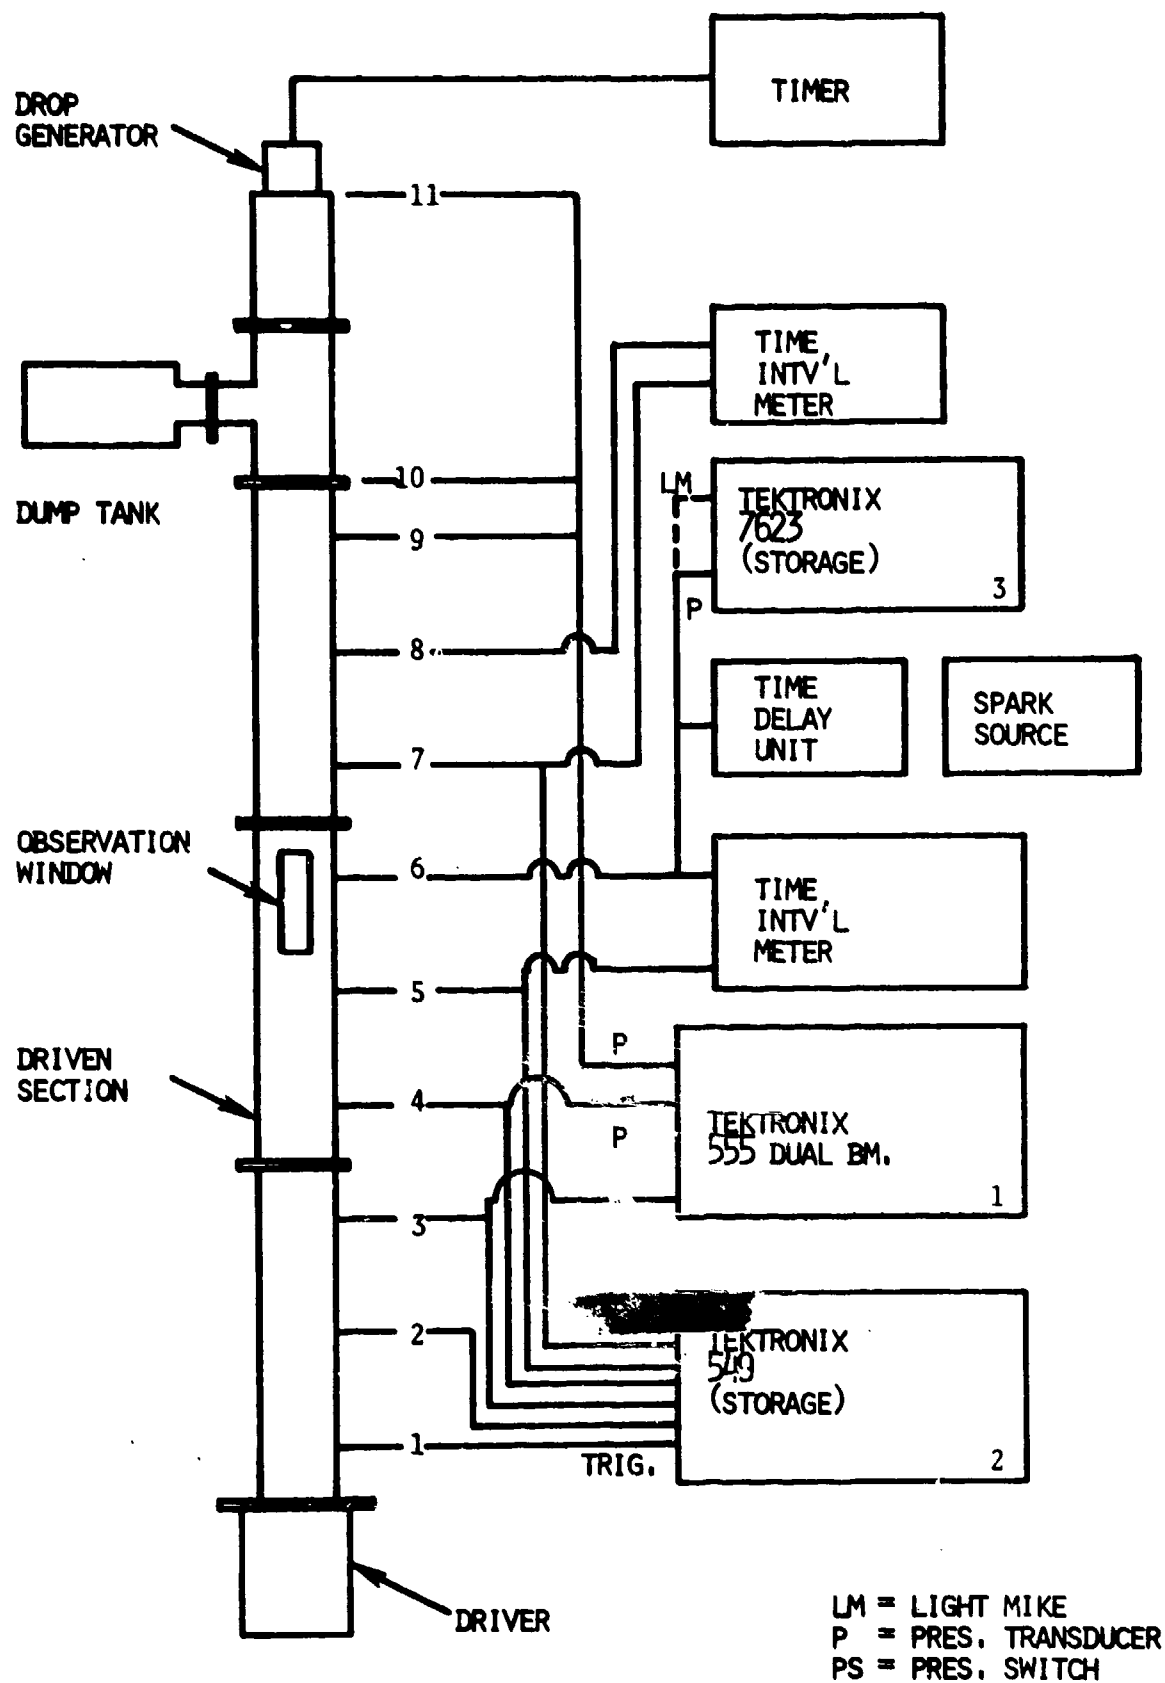 TIMER
DROP
GENERATOR
11
TIME
INTV'L
METER
10
LM
TEKTRONIX
7623
(STORAGE)
3
DUMP TANK
9
P
8
TIME
DELAY
UNIT
SPARK
SOURCE
7
OBSERVATION
WINDOW
6
TIME
INTV'L
METER
5
P
DRIVEN
SECTION
4
P
TEKTRONIX
555 DUAL BM.
1
3
2
TEKTRONIX
549
(STORAGE)
2
1
TRIG.
DRIVER
LM = LIGHT MIKE
P = PRES. TRANSDUCER
PS = PRES. SWITCH